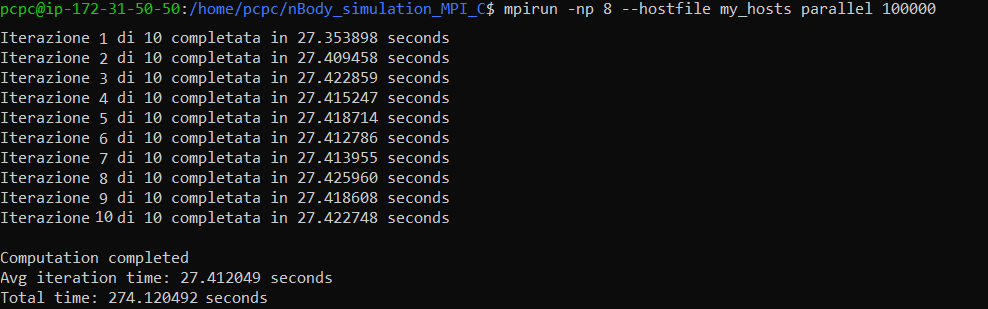 pcpc@ip-172-31-50-50:/home/pcpc/nBody_simulation_MPI_C$ mpirun -np 8 --hostfile my_hosts parallel 100000
Iterazione 1 di 10 completata in 27.353898 seconds
Iterazione 2 di 10 completata in 27.409458 seconds
Iterazione 3 di 10 completata in 27.422859 seconds
Iterazione 4 di 10 completata in 27.415247 seconds
Iterazione 5 di 10 completata in 27.418714 seconds
Iterazione 6 di 10 completata in 27.412786 seconds
Iterazione 7 di 10 completata in 27.413955 seconds
Iterazione 8 di 10 completata in 27.425960 seconds
Iterazione 9 di 10 completata in 27.418608 seconds
Iterazione 10 di 10 completata in 27.422748 seconds
Computation completed
Avg iteration time: 27.412049 seconds
Total time: 274.120492 seconds